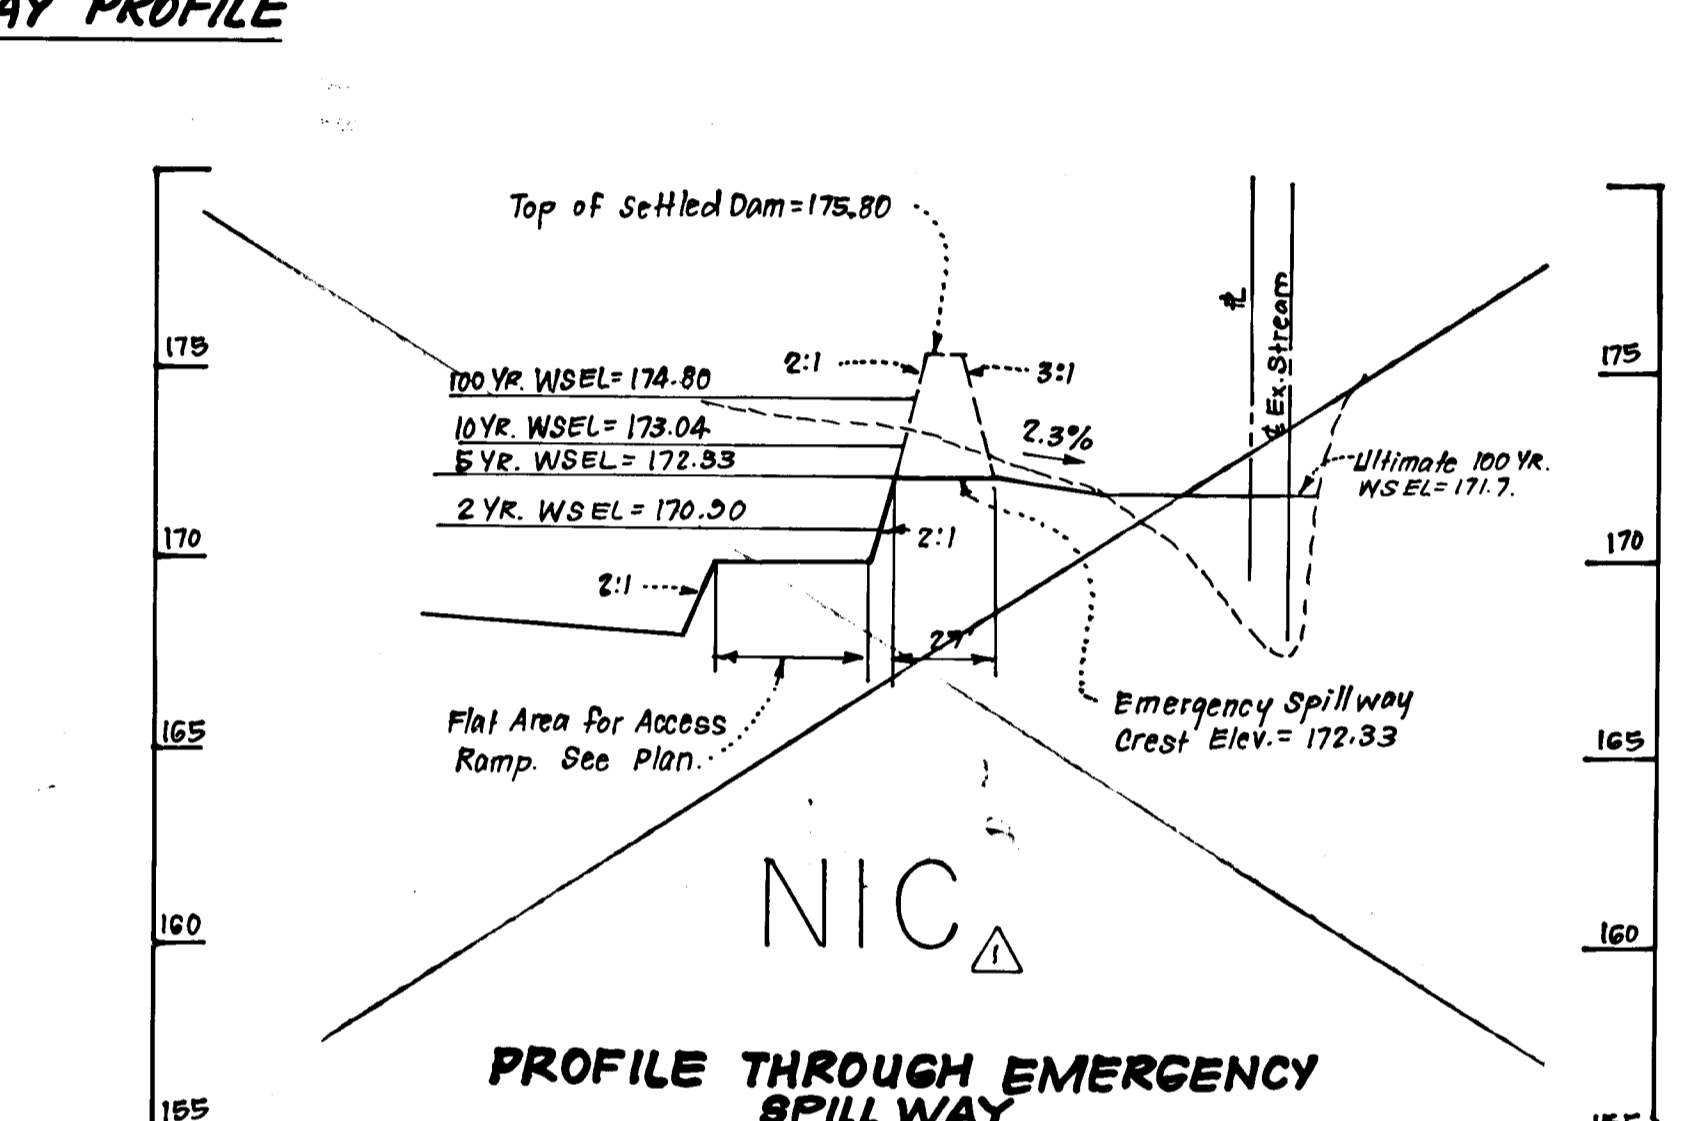 AY PROFILE
Top of Settled Dam=175.80
175
2:1
3:1
175
100 YR. WSEL=174.80
10 YR. WSEL= 173.04
5 YR. WSEL= 172.33
2 YR. WSEL= 170.90
2.3%
Ex. Stream
Ultimate 100 YR.
WSEL=171.7.
170
2:1
170
2:1
27'
Flat Area for Access
Ramp. See Plan.
Emergency Spillway
Crest Elev.= 172.33
165
165
NIC
1
160
160
PROFILE THROUGH EMERGENCY
SPILLWAY
155
155